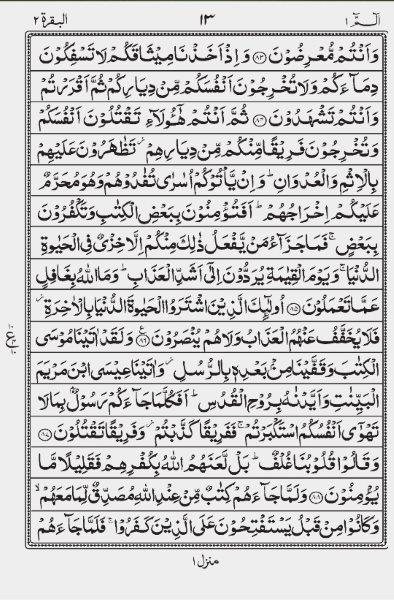 الٓمّٓ ١ ١٣ البقرة ٢
وَاَنۡتُمۡ مُّعۡرِضُوۡنَ ﴿٨٣﴾ وَاِذۡ اَخَذۡنَا مِيۡثَاقَكُمۡ لَا تَسۡفِكُوۡنَ
دِمَآءَكُمۡ وَلَا تُخۡرِجُوۡنَ اَنۡفُسَكُمۡ مِّنۡ دِيَارِكُمۡ ثُمَّ اَقۡرَرۡتُمۡ
وَاَنۡتُمۡ تَشۡهَدُوۡنَ ﴿٨٤﴾ ثُمَّ اَنۡتُمۡ هٰٓؤُلَآءِ تَقۡتُلُوۡنَ اَنۡفُسَكُمۡ
وَتُخۡرِجُوۡنَ فَرِيۡقًا مِّنۡكُمۡ مِّنۡ دِيَارِهِمۡ تَظٰهَرُوۡنَ عَلَيۡهِمۡ
بِالۡاِثۡمِ وَالۡعُدۡوَانِ ؕ وَاِنۡ يَّاۡتُوۡكُمۡ اُسٰرٰى تُفٰدُوۡهُمۡ وَهُوَ مُحَرَّمٌ
عَلَيۡكُمۡ اِخۡرَاجُهُمۡ ؕ اَفَتُؤۡمِنُوۡنَ بِبَعۡضِ الۡكِتٰبِ وَتَكۡفُرُوۡنَ
بِبَعۡضٍ ۚ فَمَا جَزَآءُ مَنۡ يَّفۡعَلُ ذٰلِكَ مِنۡكُمۡ اِلَّا خِزۡىٌ فِى الۡحَيٰوةِ
الدُّنۡيَا ۚ وَيَوۡمَ الۡقِيٰمَةِ يُرَدُّوۡنَ اِلٰٓى اَشَدِّ الۡعَذَابِ ؕ وَمَا اللّٰهُ بِغَافِلٍ
عَمَّا تَعۡمَلُوۡنَ ﴿٨٥﴾ اُولٰٓئِكَ الَّذِيۡنَ اشۡتَرَوُا الۡحَيٰوةَ الدُّنۡيَا بِالۡاٰخِرَةِ
فَلَا يُخَفَّفُ عَنۡهُمُ الۡعَذَابُ وَلَا هُمۡ يُنۡصَرُوۡنَ ﴿٨٦﴾ وَلَقَدۡ اٰتَيۡنَا مُوۡسَى
الۡكِتٰبَ وَقَفَّيۡنَا مِنۡۢ بَعۡدِهٖ بِالرُّسُلِ وَاٰتَيۡنَا عِيۡسَى ابۡنَ مَرۡيَمَ
الۡبَيِّنٰتِ وَاَيَّدۡنٰهُ بِرُوۡحِ الۡقُدُسِ ؕ اَفَكُلَّمَا جَآءَكُمۡ رَسُوۡلٌۢ بِمَا لَا
تَهۡوٰٓى اَنۡفُسُكُمُ اسۡتَكۡبَرۡتُمۡ ۚ فَفَرِيۡقًا كَذَّبۡتُمۡ وَفَرِيۡقًا تَقۡتُلُوۡنَ ﴿٨٧﴾
وَقَالُوۡا قُلُوۡبُنَا غُلۡفٌ ؕ بَلۡ لَّعَنَهُمُ اللّٰهُ بِكُفۡرِهِمۡ فَقَلِيۡلًا مَّا
يُؤۡمِنُوۡنَ ﴿٨٨﴾ وَلَمَّا جَآءَهُمۡ كِتٰبٌ مِّنۡ عِنۡدِ اللّٰهِ مُصَدِّقٌ لِّمَا مَعَهُمۡ ۙ
وَكَانُوۡا مِنۡ قَبۡلُ يَسۡتَفۡتِحُوۡنَ عَلَى الَّذِيۡنَ كَفَرُوۡا ۚ فَلَمَّا جَآءَهُمۡ
منزل ١